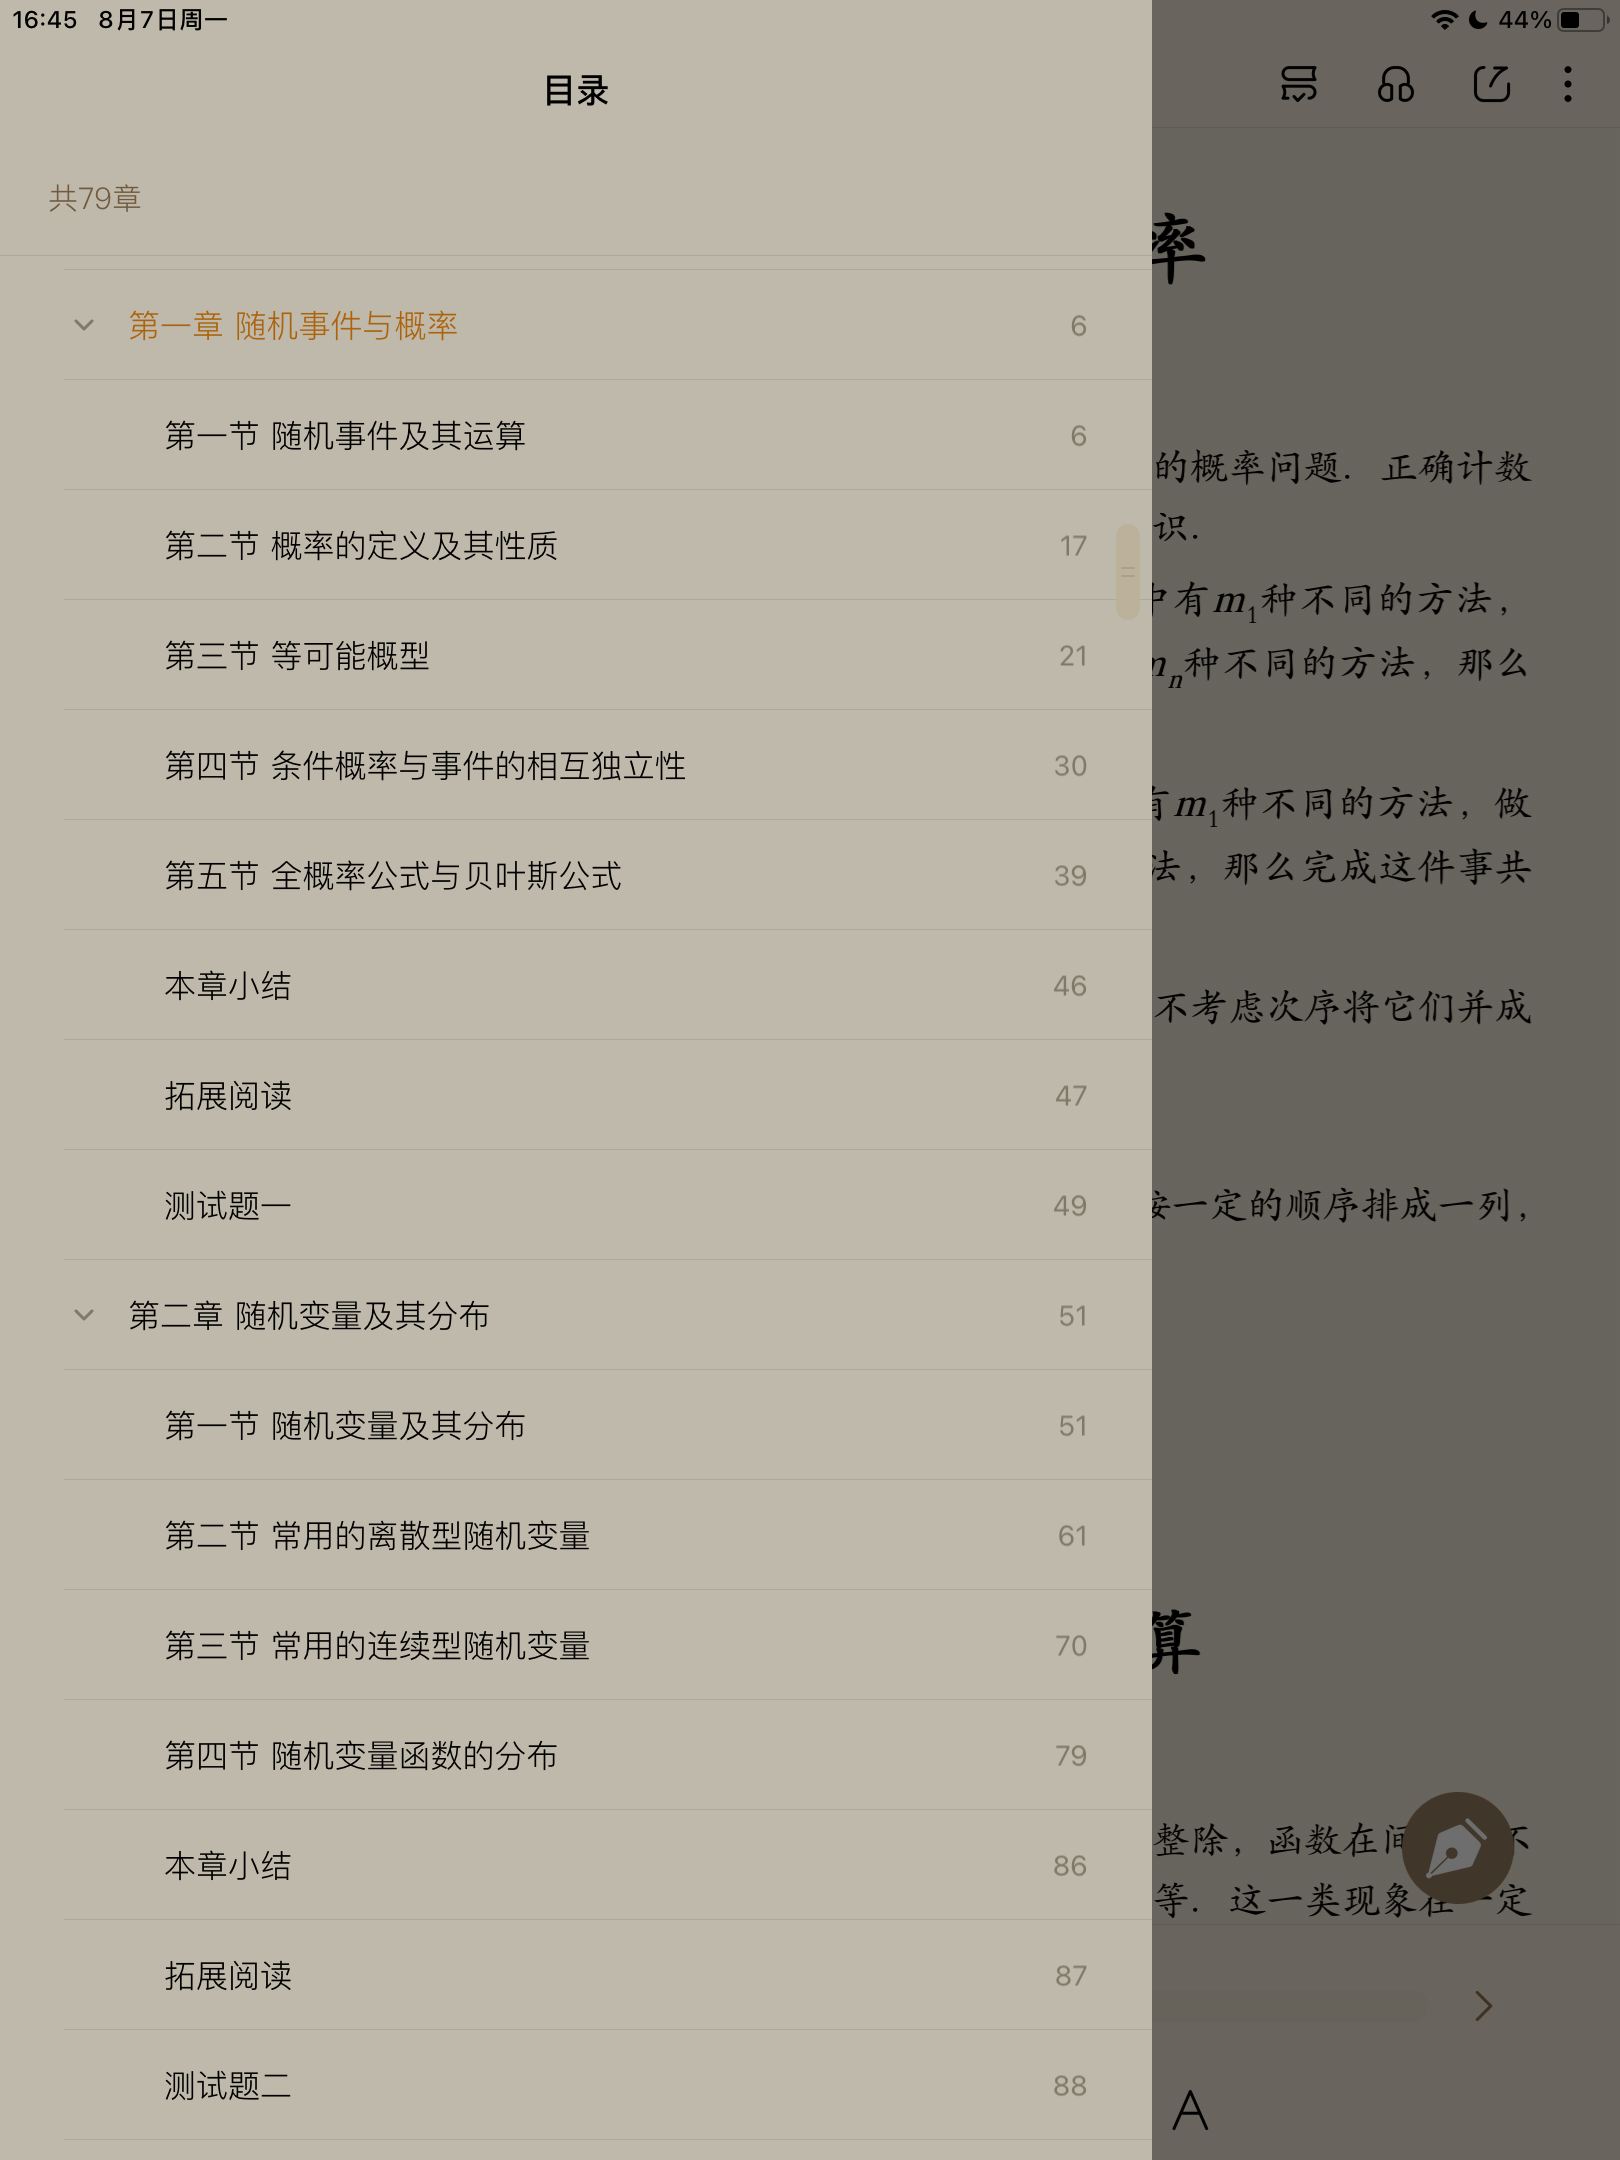 16:45 8月7日周一
44%
目录
共79章
第一章 随机事件与概率 6
第一节 随机事件及其运算 6
第二节 概率的定义及其性质 17
第三节 等可能概型 21
第四节 条件概率与事件的相互独立性 30
第五节 全概率公式与贝叶斯公式 39
本章小结 46
拓展阅读 47
测试题一 49
第二章 随机变量及其分布 51
第一节 随机变量及其分布 51
第二节 常用的离散型随机变量 61
第三节 常用的连续型随机变量 70
第四节 随机变量函数的分布 79
本章小结 86
拓展阅读 87
测试题二 88
率
的概率问题. 正确计数
识.
中有m₁种不同的方法,
mₙ种不同的方法, 那么
有m₁种不同的方法, 做
法, 那么完成这件事共
不考虑次序将它们并成
按一定的顺序排成一列,
算
整除, 函数在间 不
等. 这一类现象在一定
A